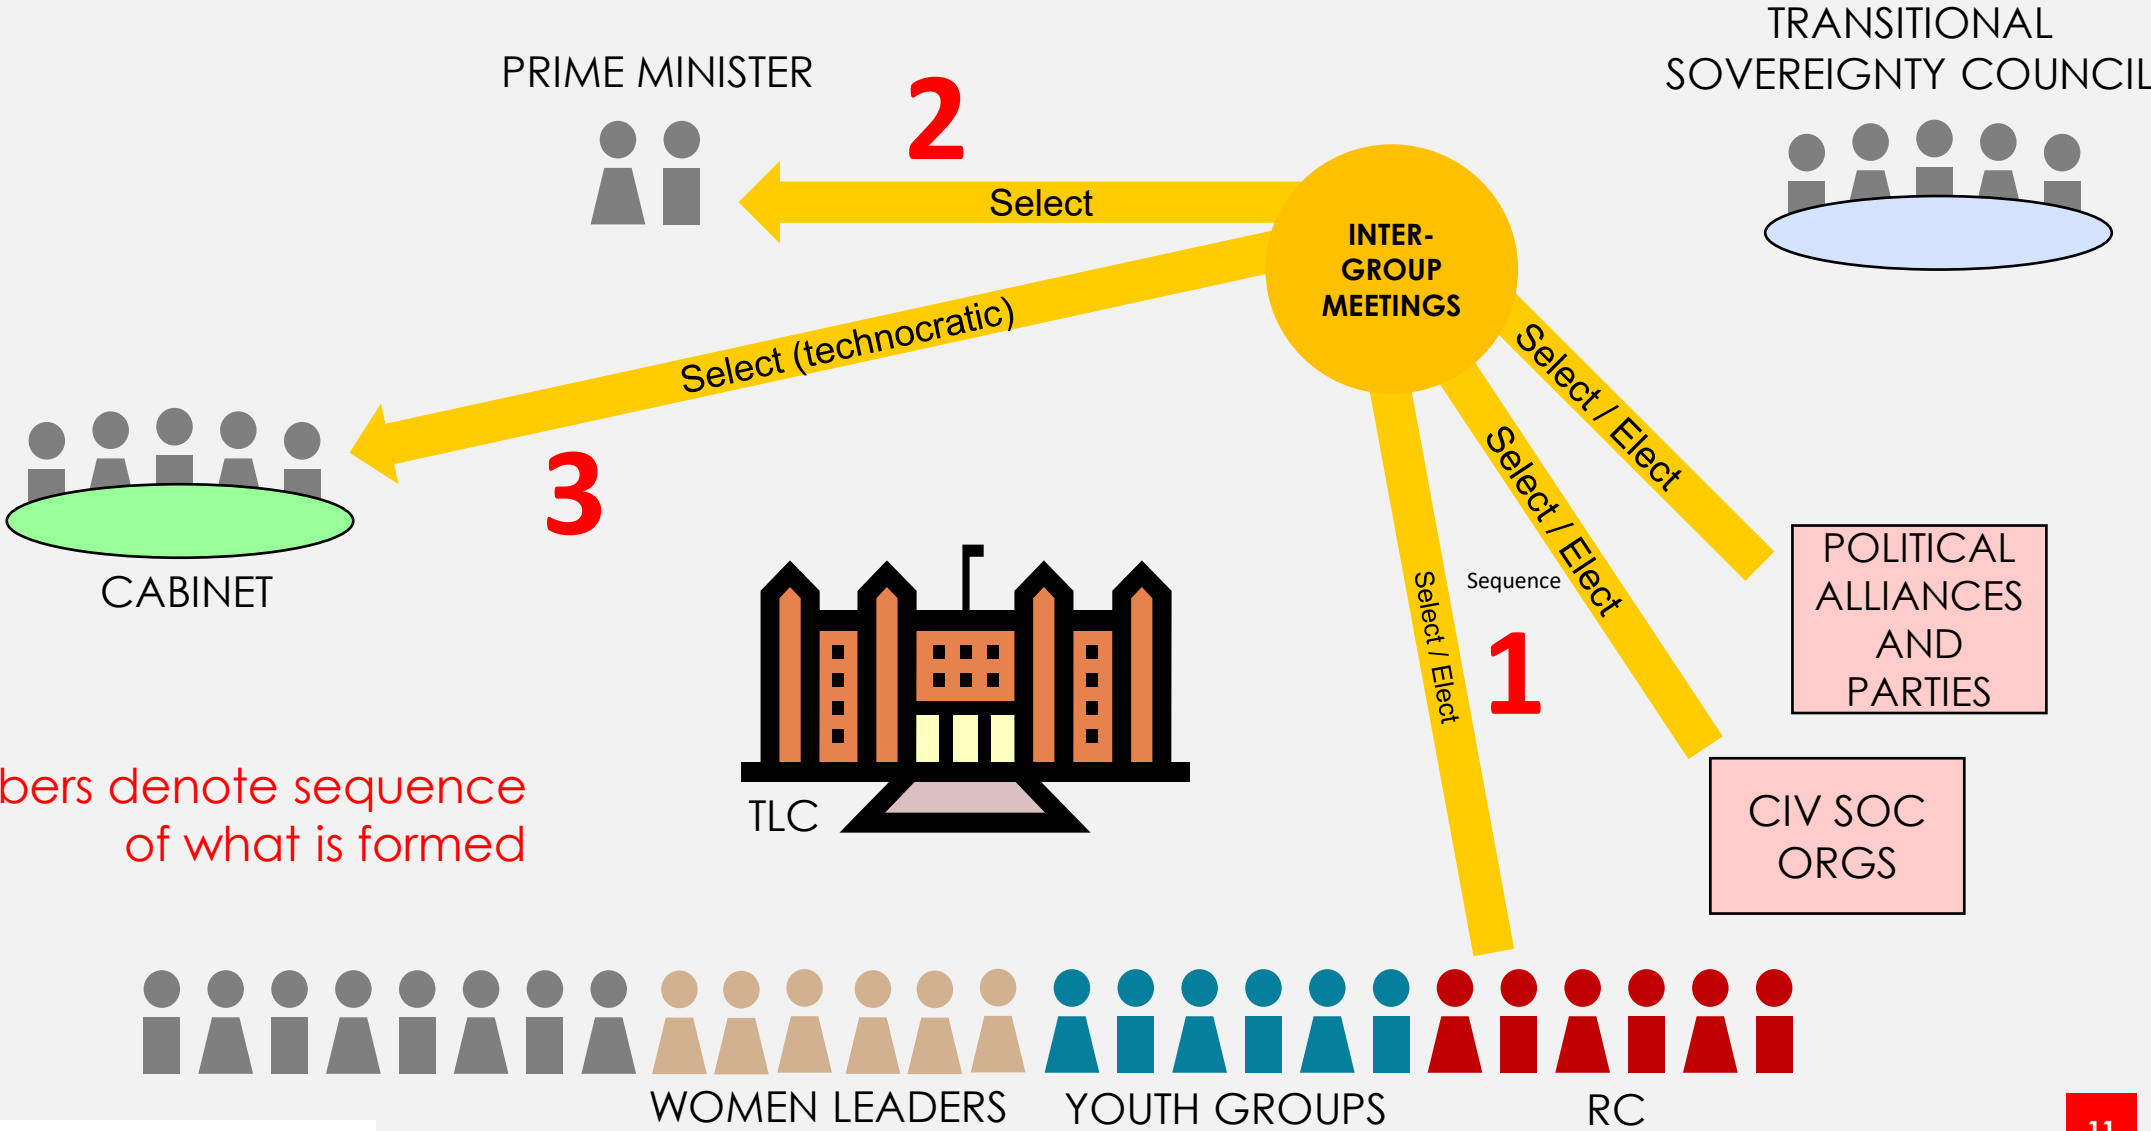 TRANSITIONAL
SOVEREIGNTY COUNCIL
PRIME MINISTER
2
Select
INTER-
GROUP
MEETINGS
Select (technocratic)
Select / Elect
Select / Elect
Select / Elect
3
CABINET
Sequence
1
POLITICAL
ALLIANCES
AND
PARTIES
denote sequence
of what is formed
TLC
CIV SOC
ORGS
WOMEN LEADERS
YOUTH GROUPS
RC
11